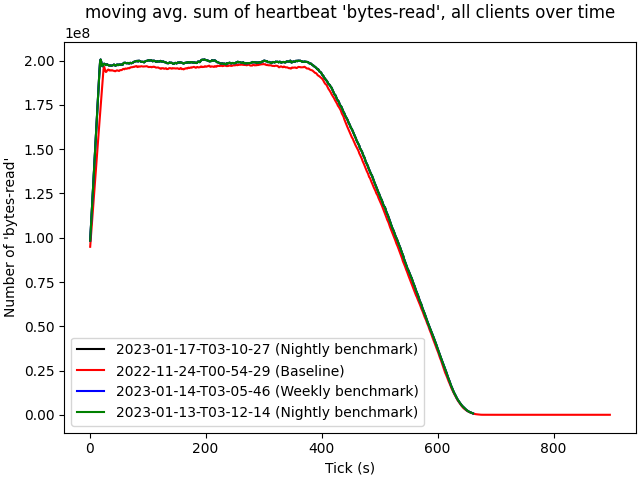 moving avg. sum of heartbeat 'bytes-read', all clients over time
1e8
2.00
1.75
1.50
1.25
1.00
0.75
0.50
0.25
0.00
Number of 'bytes-read'
2023-01-17-T03-10-27 (Nightly benchmark)
2022-11-24-T00-54-29 (Baseline)
2023-01-14-T03-05-46 (Weekly benchmark)
2023-01-13-T03-12-14 (Nightly benchmark)
0 200 400 600 800
Tick (s)